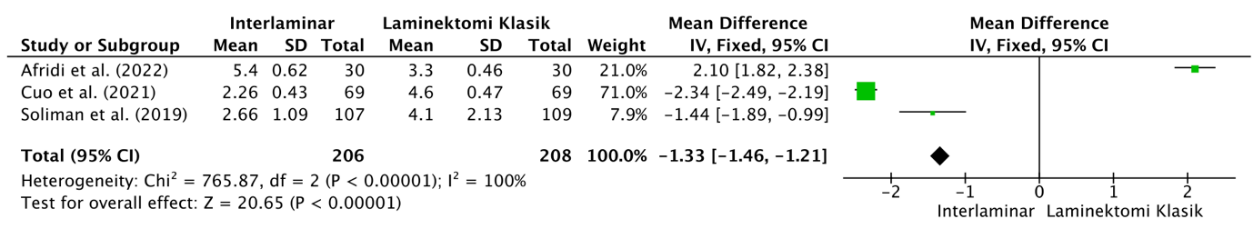 Interlaminar Laminektomi Klasik Mean Difference Mean Difference
Study or Subgroup Mean SD Total Mean SD Total Weight IV, Fixed, 95% CI IV, Fixed, 95% CI
Afridi et al. (2022) 5.4 0.62 30 3.3 0.46 30 21.0% 2.10 [1.82, 2.38]
Cuo et al. (2021) 2.26 0.43 69 4.6 0.47 69 71.0% −2.34 [−2.49, −2.19]
Soliman et al. (2019) 2.66 1.09 107 4.1 2.13 109 7.9% −1.44 [−1.89, −0.99]
Total (95% CI) 206 208 100.0% −1.33 [−1.46, −1.21]
Heterogeneity: Chi² = 765.87, df = 2 (P < 0.00001); I² = 100%
Test for overall effect: Z = 20.65 (P < 0.00001)
−2 −1 0 1 2
Interlaminar Laminektomi Klasik